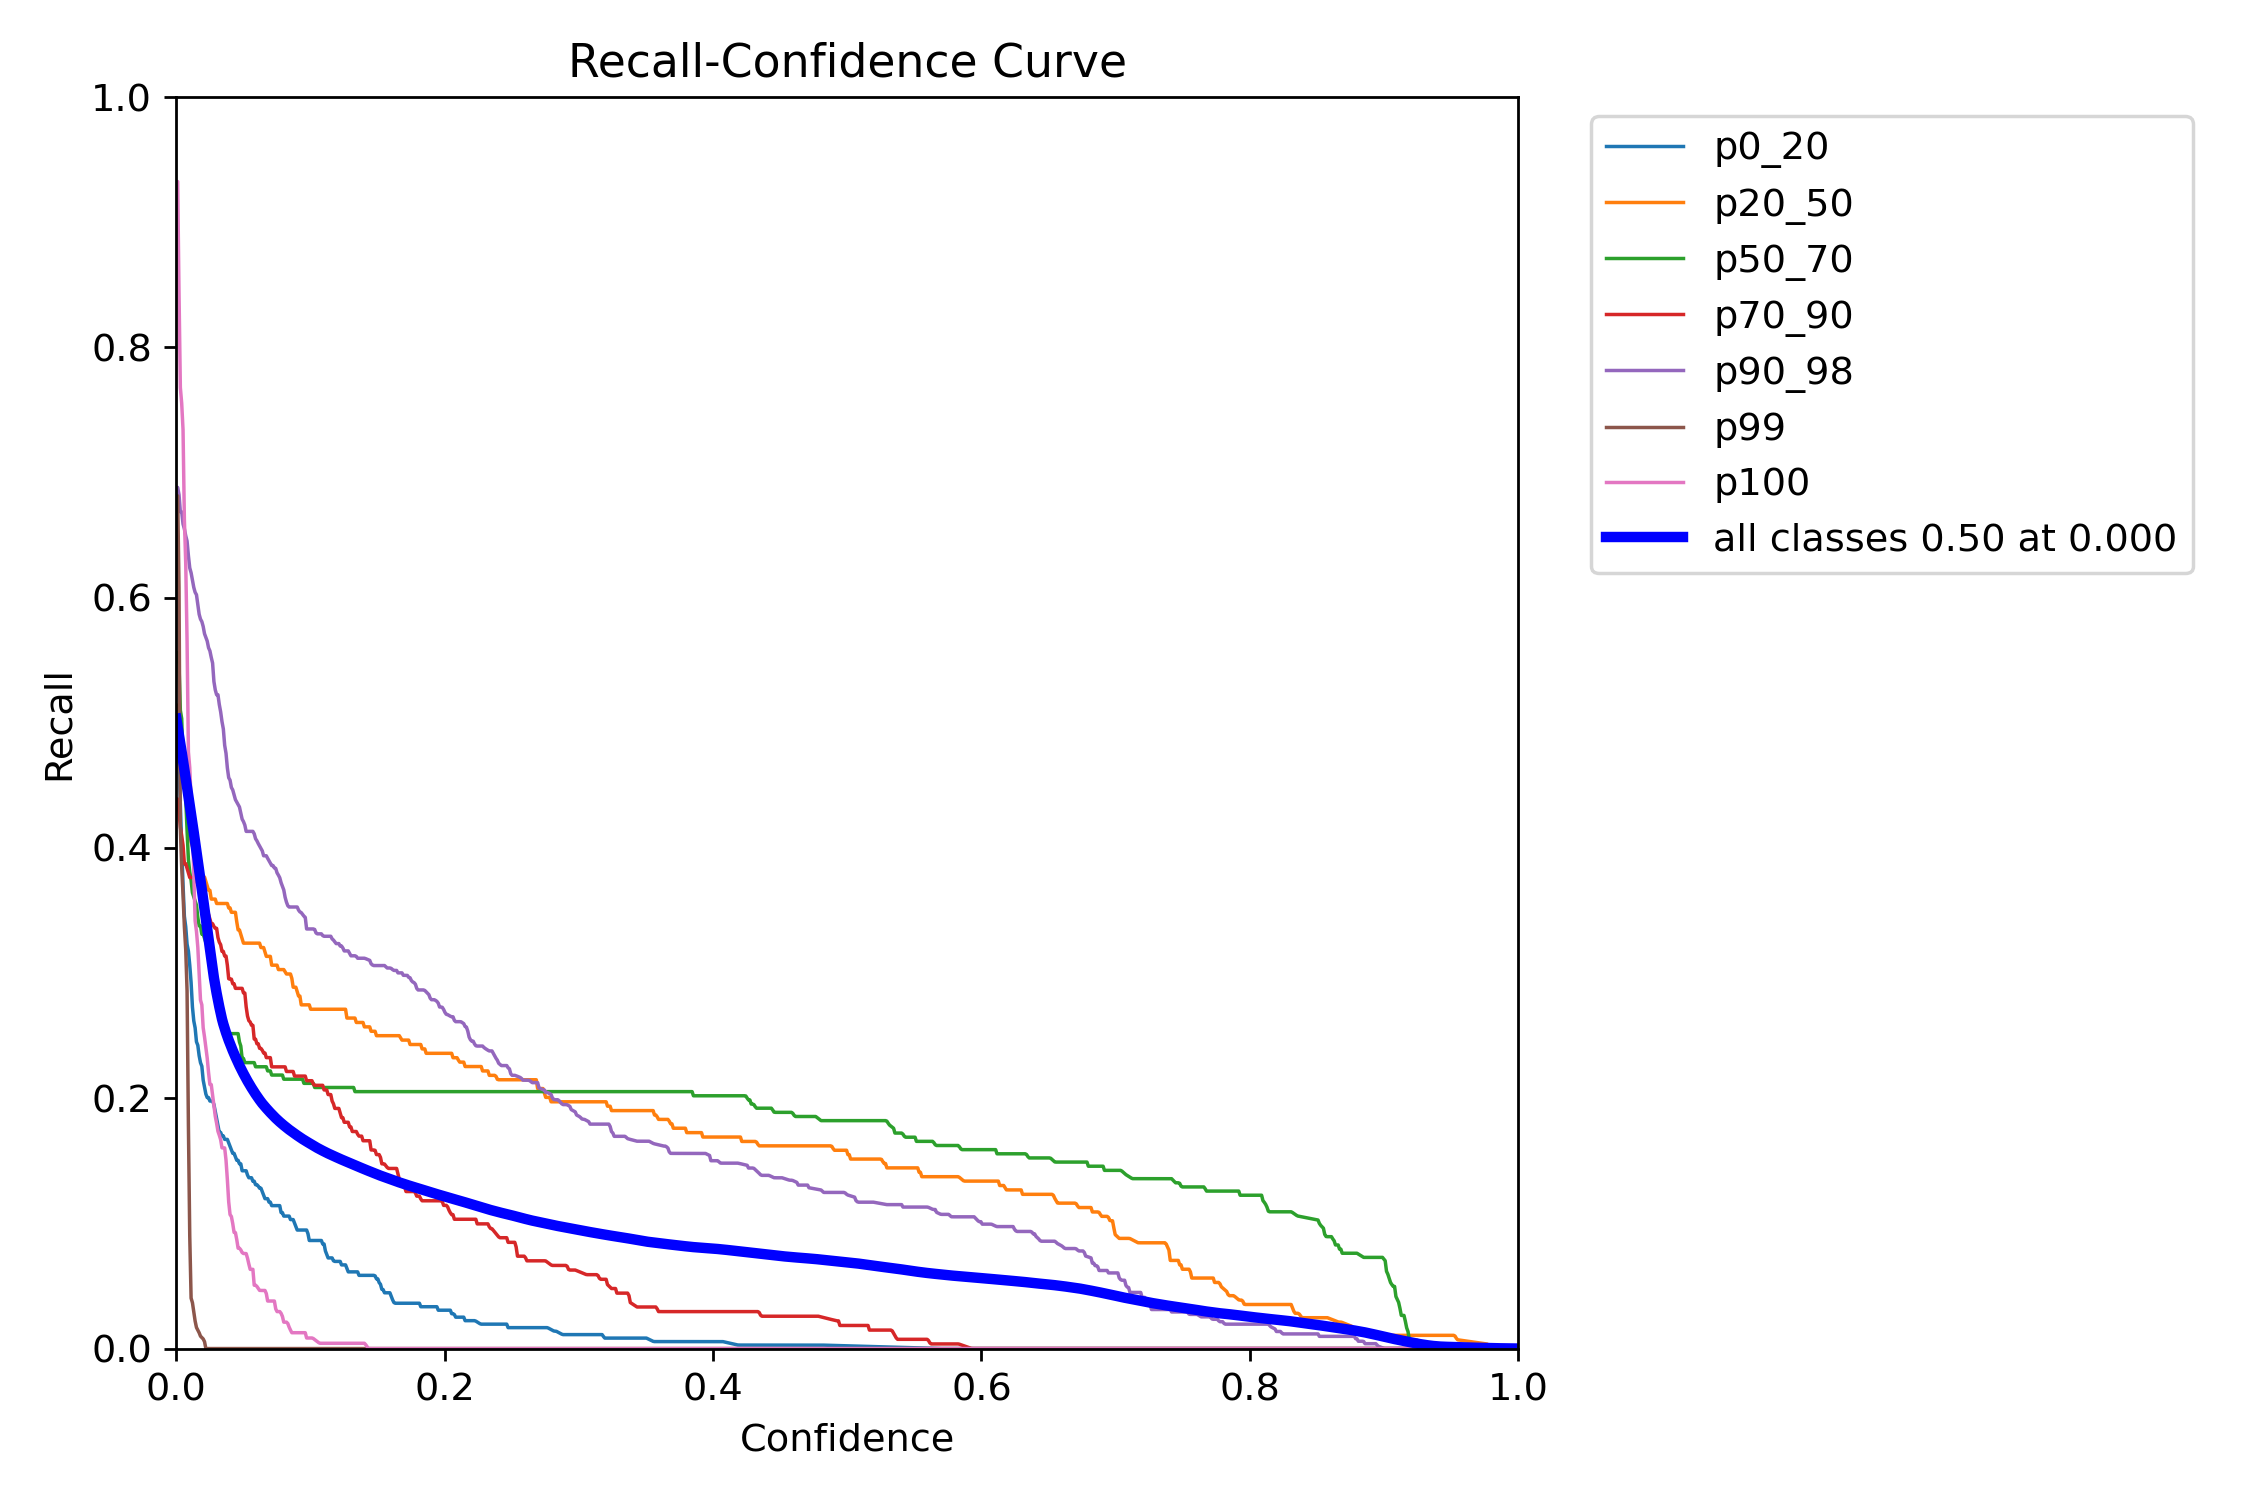 Recall-Confidence Curve
1.0
0.8
0.6
0.4
0.2
0.0
Recall
0.0 0.2 0.4 0.6 0.8 1.0
Confidence
p0_20
p20_50
p50_70
p70_90
p90_98
p99
p100
all classes 0.50 at 0.000